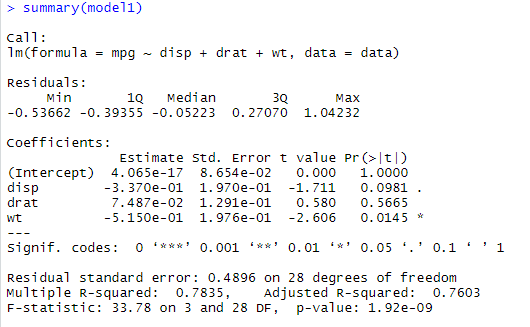 > summary(model1)
Call:
lm(formula = mpg ~ disp + drat + wt, data = data)
Residuals:
     Min       1Q   Median       3Q      Max
-0.53662 -0.39355 -0.05223  0.27070  1.04232
Coefficients:
              Estimate Std. Error t value Pr(>|t|)
(Intercept)  4.065e-17  8.654e-02   0.000   1.0000
disp        -3.370e-01  1.970e-01  -1.711   0.0981 .
drat         7.487e-02  1.291e-01   0.580   0.5665
wt          -5.150e-01  1.976e-01  -2.606   0.0145 *
---
Signif. codes:  0 ‘***’ 0.001 ‘**’ 0.01 ‘*’ 0.05 ‘.’ 0.1 ‘ ’ 1
Residual standard error: 0.4896 on 28 degrees of freedom
Multiple R-squared:  0.7835,	Adjusted R-squared:  0.7603
F-statistic: 33.78 on 3 and 28 DF,  p-value: 1.92e-09